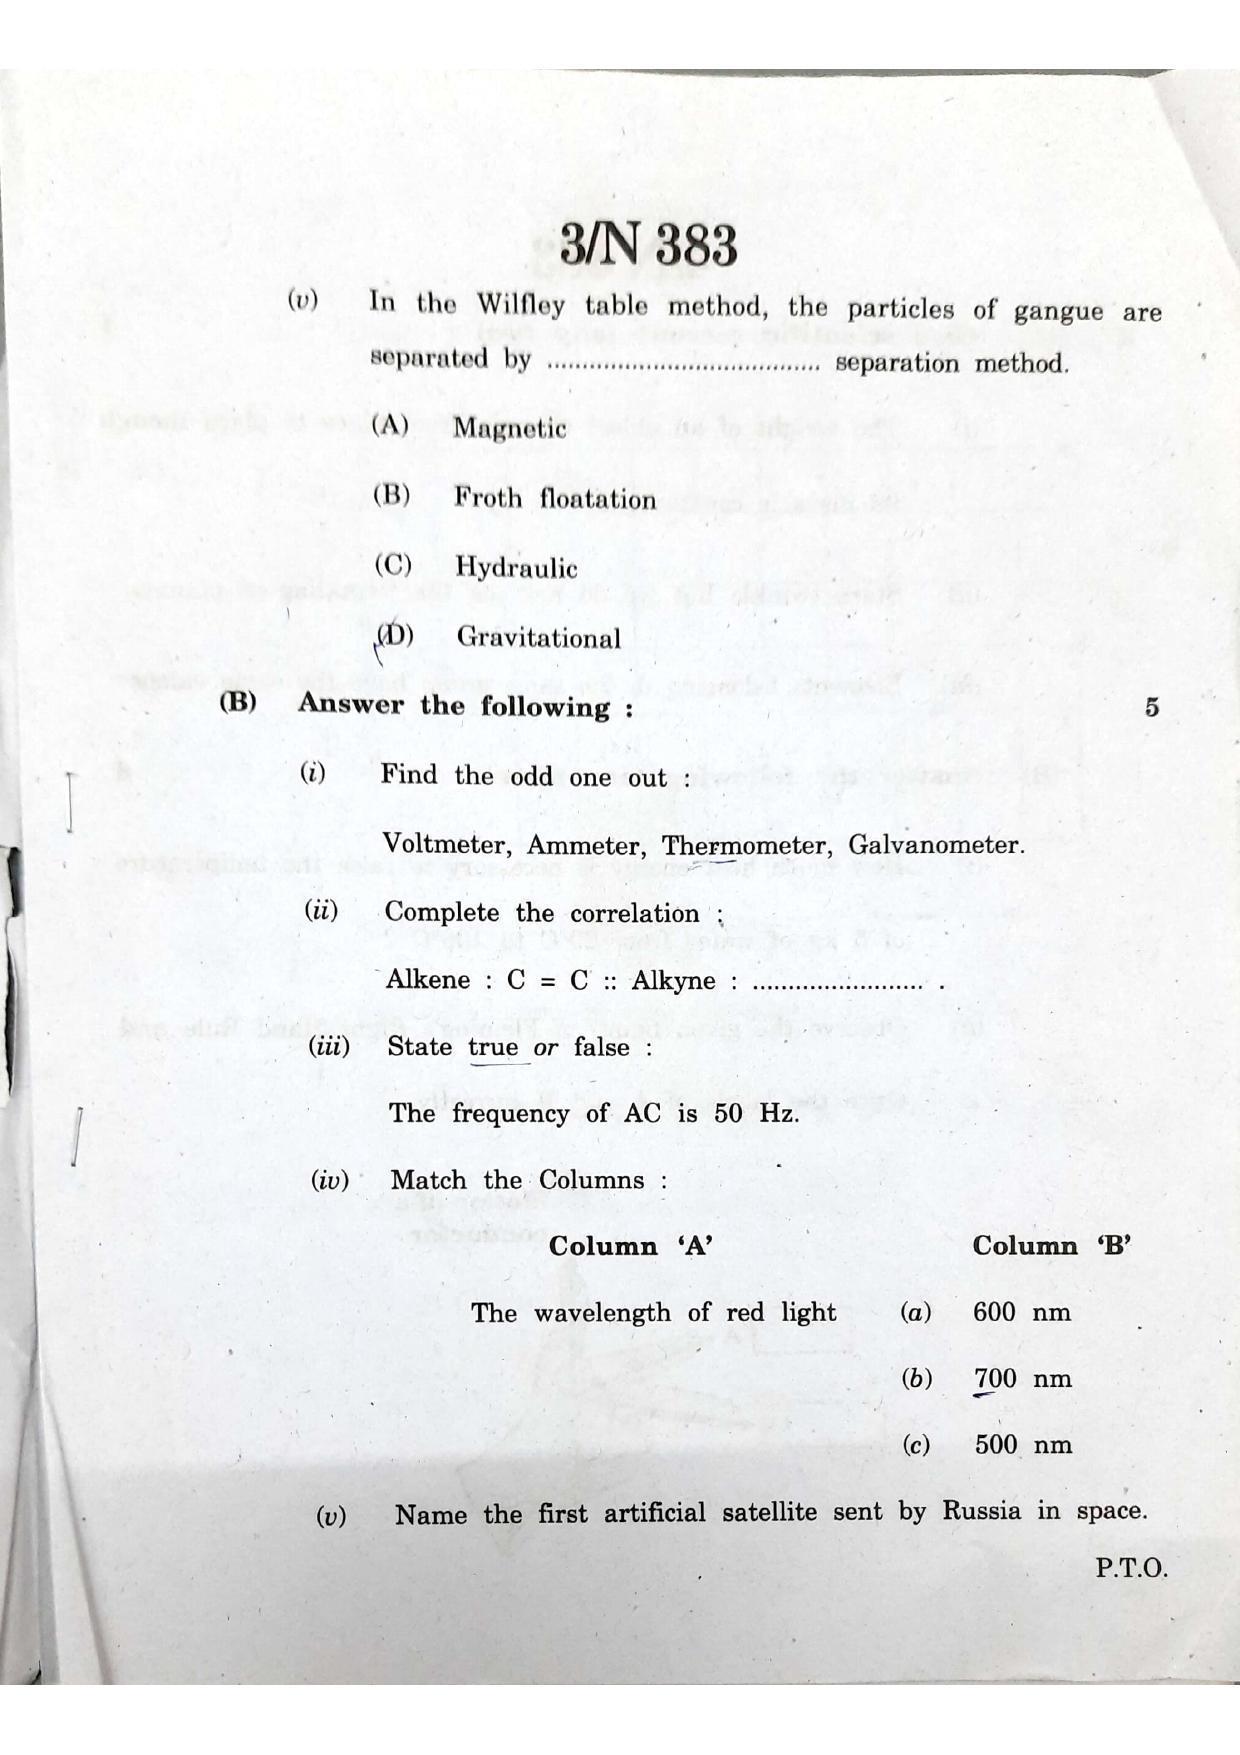 3/N 383
(v) In the Wilfley table method, the particles of gangue are
separated by ...................................... separation method.
(A) Magnetic
(B) Froth floatation
(C) Hydraulic
(D) Gravitational
(B) Answer the following : 5
(i) Find the odd one out :
Voltmeter, Ammeter, Thermometer, Galvanometer.
(ii) Complete the correlation :
Alkene : C = C :: Alkyne : ........................ .
(iii) State true or false :
The frequency of AC is 50 Hz.
(iv) Match the Columns :
Column ‘A’ Column ‘B’
The wavelength of red light (a) 600 nm
(b) 700 nm
(c) 500 nm
(v) Name the first artificial satellite sent by Russia in space.
P.T.O.